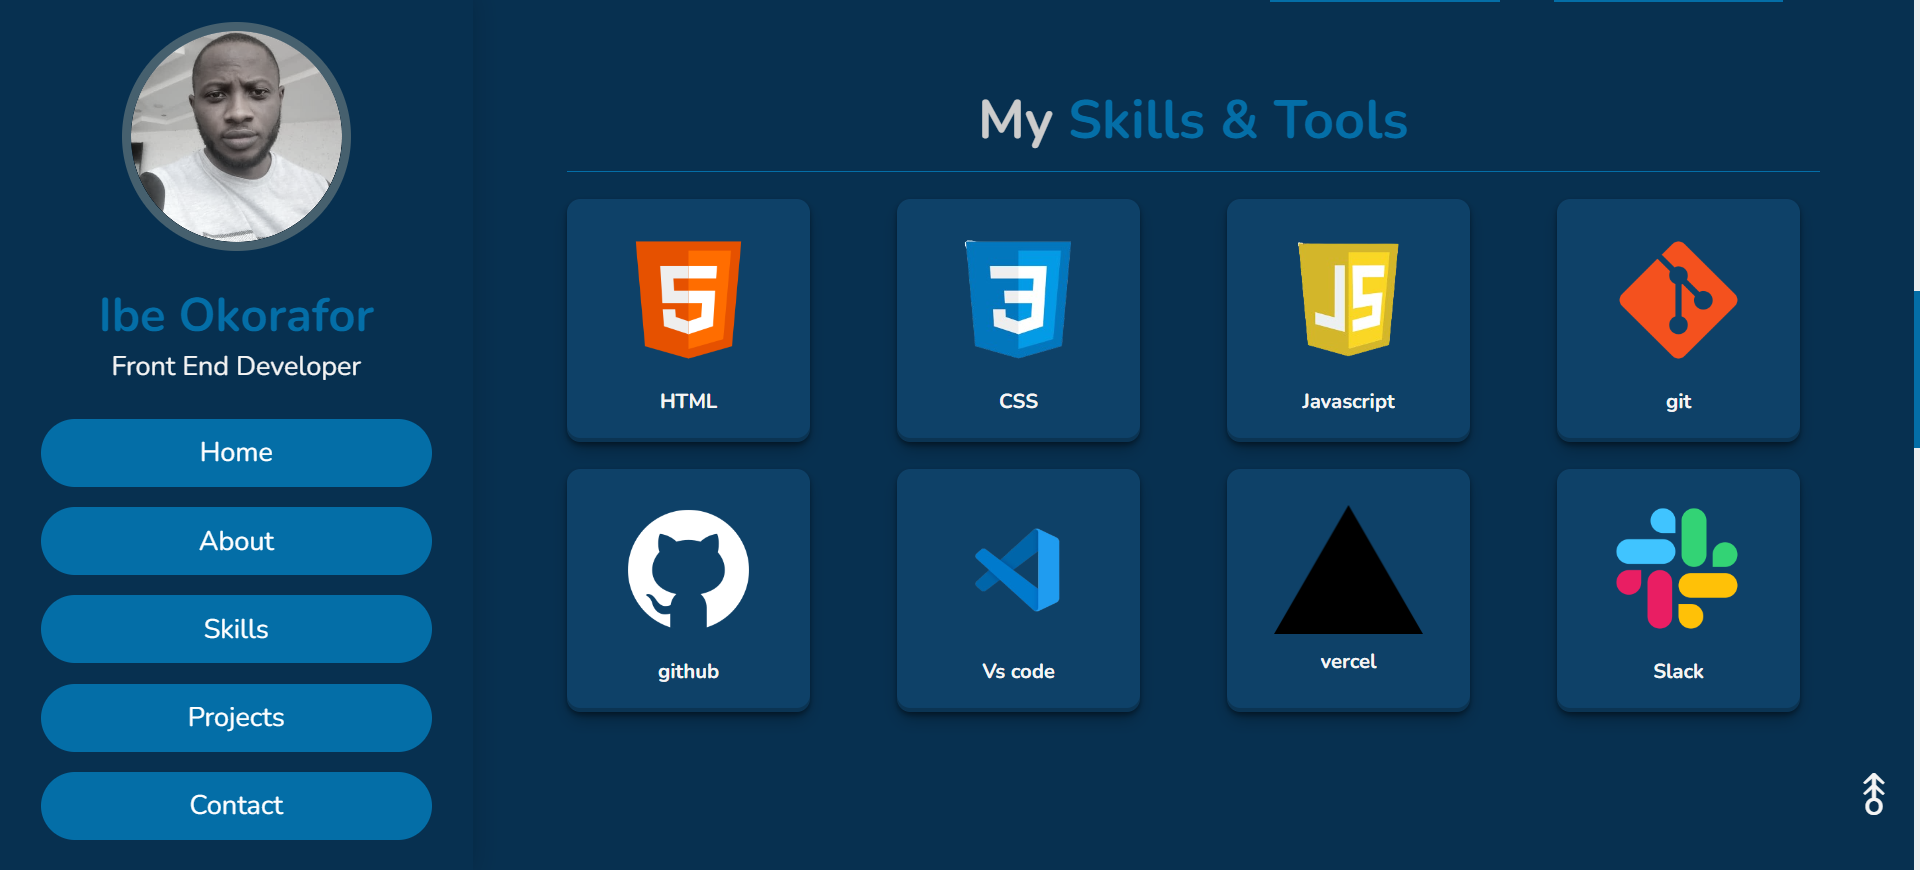 Ibe Okorafor
Front End Developer
Home
About
Skills
Projects
Contact
My Skills & Tools
HTML
CSS
JS
Javascript
git
github
Vs code
vercel
Slack